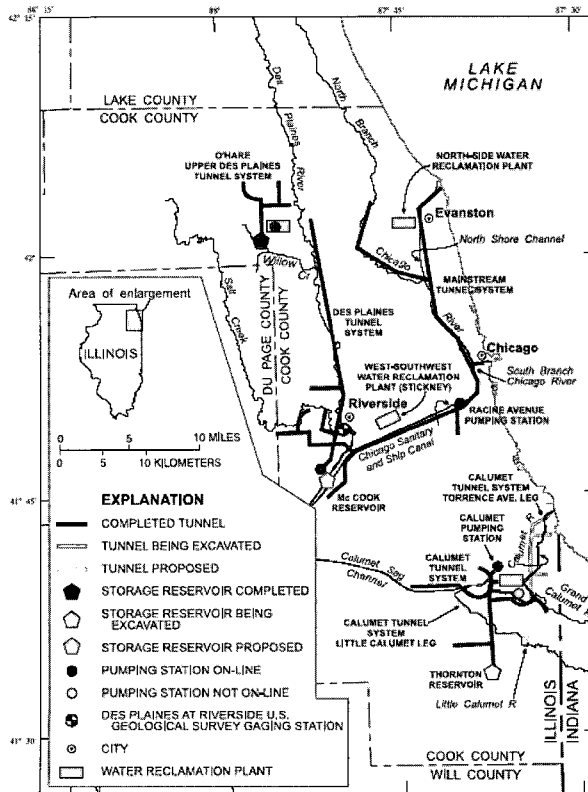 88 15'
88
87 45'
87 30'
42 15'
LAKE
MICHIGAN
LAKE COUNTY
COOK COUNTY
Des
Plaines
River
North
Branch
O'HARE
UPPER DES PLAINES
TUNNEL
SYSTEM
NORTH-SIDE WATER
RECLAMATION PLANT
Evanston
Chicago
North Shore Channel
42
Willow
Cr
MAINSTREAM
TUNNEL SYSTEM
Salt
Creek
DU PAGE COUNTY
COOK COUNTY
DES PLAINES
TUNNEL
SYSTEM
River
Chicago
South Branch
Chicago River
WEST-SOUTHWEST
WATER RECLAMATION
PLANT (STICKNEY)
Riverside
RACINE AVENUE
PUMPING STATION
Chicago Sanitary
and Ship Canal
Mc COOK
RESERVOIR
Area of enlargement
ILLINOIS
0 5 10 MILES
0 5 10 KILOMETERS
41 45'
CALUMET
TUNNEL SYSTEM
TORRENCE AVE. LEG
CALUMET
PUMPING
STATION
Calumet R
Calumet Sag
Channel
CALUMET
TUNNEL
SYSTEM
Grand
Calumet R
CALUMET TUNNEL
SYSTEM
LITTLE CALUMET LEG
THORNTON
RESERVOIR
Little Calumet R
ILLINOIS
INDIANA
COOK COUNTY
WILL COUNTY
41 30'
EXPLANATION
COMPLETED TUNNEL
TUNNEL BEING EXCAVATED
TUNNEL PROPOSED
STORAGE RESERVOIR COMPLETED
STORAGE RESERVOIR BEING
EXCAVATED
STORAGE RESERVOIR PROPOSED
PUMPING STATION ON-LINE
PUMPING STATION NOT ON-LINE
DES PLAINES AT RIVERSIDE U.S.
GEOLOGICAL SURVEY GAGING STATION
CITY
WATER RECLAMATION PLANT